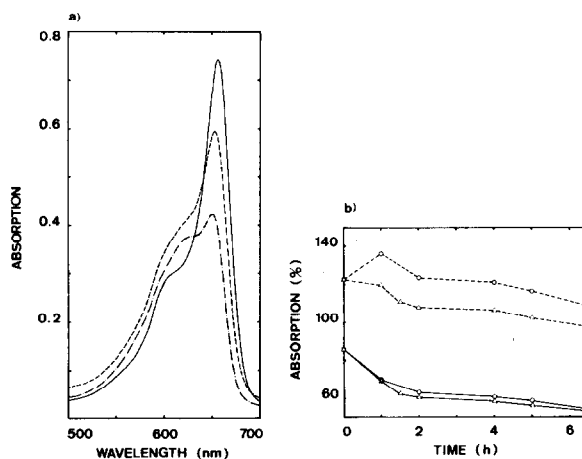 a)
0.8
0.6
0.4
0.2
ABSORPTION
500
600
700
WAVELENGTH (nm)
b)
140
100
60
ABSORPTION (%)
0
2
4
6
TIME (h)